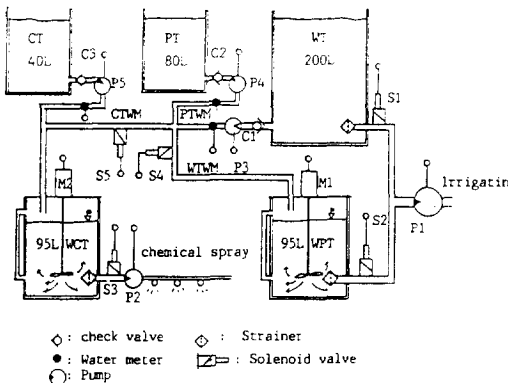 CT
40L
C3
P5
PT
80L
C2
P4
WT
200L
S1
CTWM
PTWM
C1
S5
S4
WTWM
P3
M2
M1
Irrigatin
P1
S2
95L
WCT
chemical spray
95L
WPT
S3
P2
: check valve
: Strainer
: Water meter
: Solenoid valve
: Pump